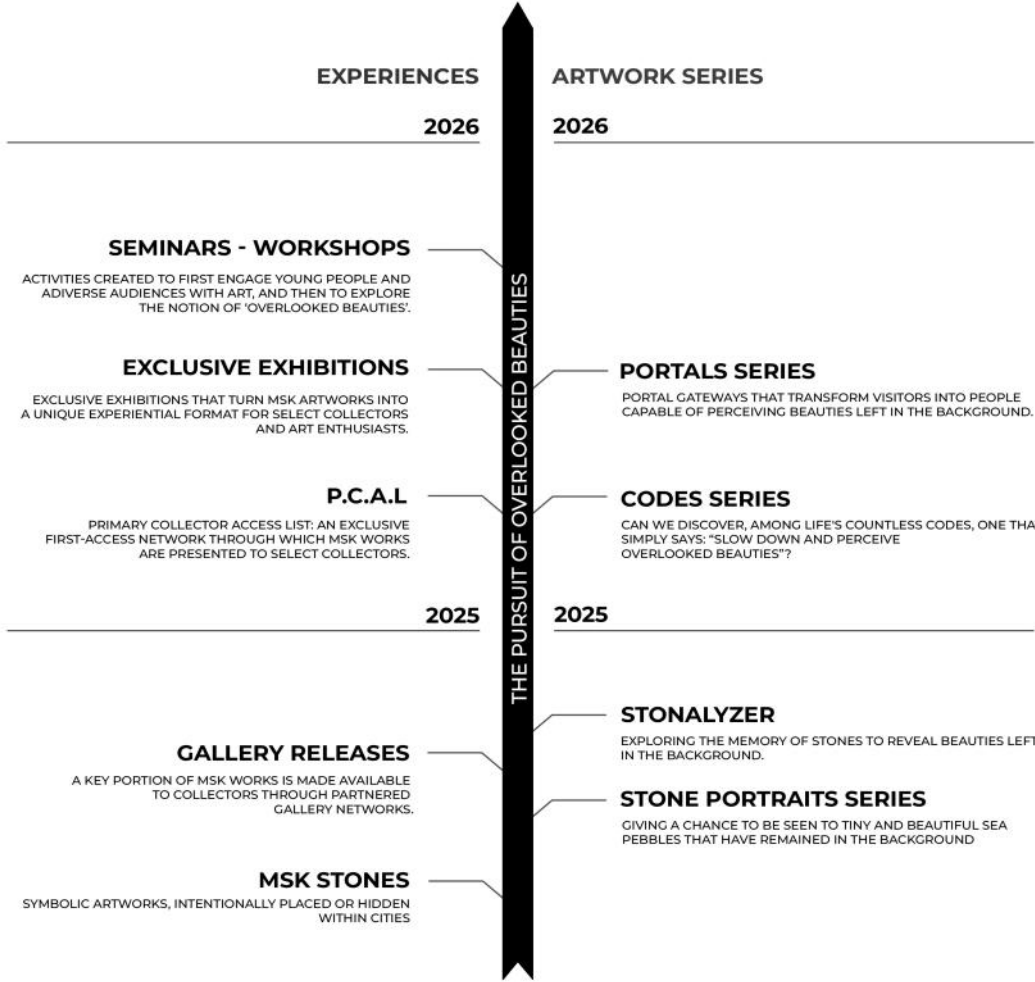 EXPERIENCES
ARTWORK SERIES
2026
2026
SEMINARS - WORKSHOPS
ACTIVITIES CREATED TO FIRST ENGAGE YOUNG PEOPLE AND
ADIVERSE AUDIENCES WITH ART, AND THEN TO EXPLORE
THE NOTION OF ‘OVERLOOKED BEAUTIES’.
EXCLUSIVE EXHIBITIONS
EXCLUSIVE EXHIBITIONS THAT TURN MSK ARTWORKS INTO
A UNIQUE EXPERIENTIAL FORMAT FOR SELECT COLLECTORS
AND ART ENTHUSIASTS.
PORTALS SERIES
PORTAL GATEWAYS THAT TRANSFORM VISITORS INTO PEOPLE
CAPABLE OF PERCEIVING BEAUTIES LEFT IN THE BACKGROUND.
P.C.A.L
PRIMARY COLLECTOR ACCESS LIST: AN EXCLUSIVE
FIRST-ACCESS NETWORK THROUGH WHICH MSK WORKS
ARE PRESENTED TO SELECT COLLECTORS.
CODES SERIES
CAN WE DISCOVER, AMONG LIFE'S COUNTLESS CODES, ONE THA
SIMPLY SAYS: “SLOW DOWN AND PERCEIVE
OVERLOOKED BEAUTIES”?
THE PURSUIT OF OVERLOOKED BEAUTIES
2025
2025
GALLERY RELEASES
A KEY PORTION OF MSK WORKS IS MADE AVAILABLE
TO COLLECTORS THROUGH PARTNERED
GALLERY NETWORKS.
MSK STONES
SYMBOLIC ARTWORKS, INTENTIONALLY PLACED OR HIDDEN
WITHIN CITIES
STONALYZER
EXPLORING THE MEMORY OF STONES TO REVEAL BEAUTIES LEFT
IN THE BACKGROUND.
STONE PORTRAITS SERIES
GIVING A CHANCE TO BE SEEN TO TINY AND BEAUTIFUL SEA
PEBBLES THAT HAVE REMAINED IN THE BACKGROUND